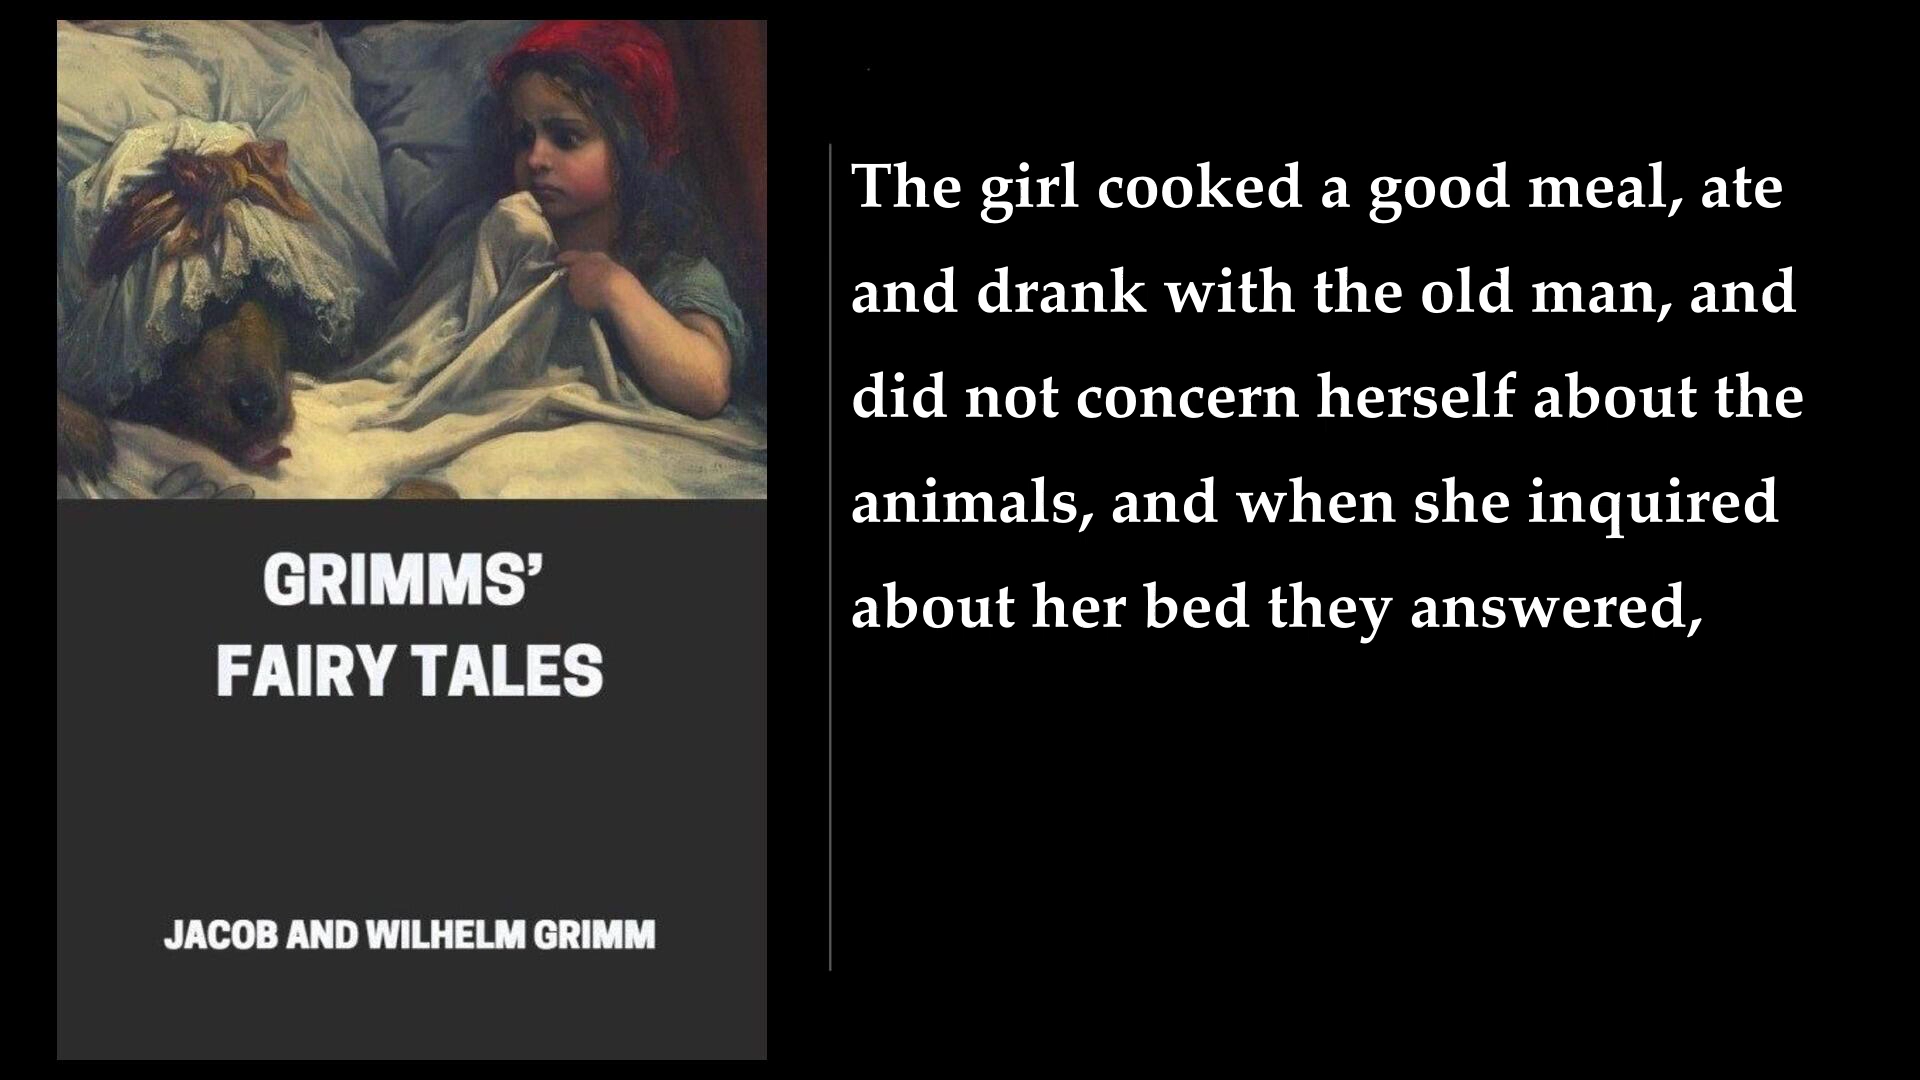 GRIMMS’
FAIRY TALES
JACOB AND WILHELM GRIMM
The girl cooked a good meal, ate
and drank with the old man, and
did not concern herself about the
animals, and when she inquired
about her bed they answered,